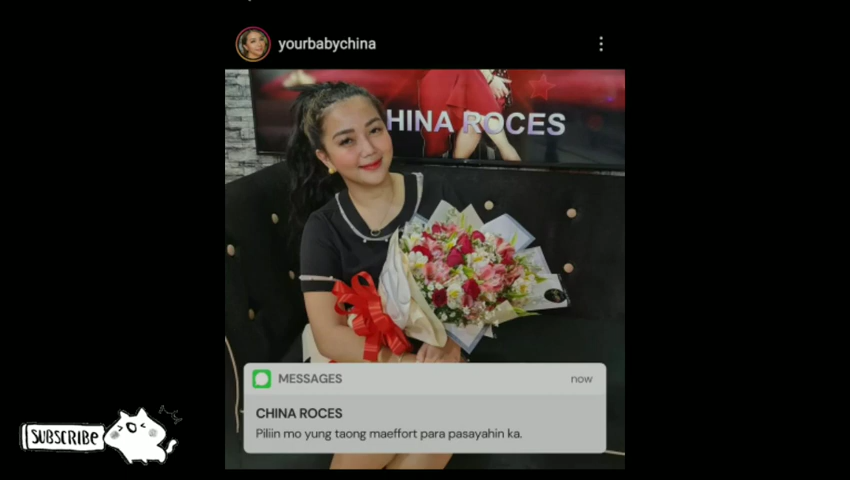 yourbabychina
CHINA ROCES
MESSAGES
now
CHINA ROCES
Piliin mo yung taong maeffort para pasayahin ka.
SUBSCRIBE